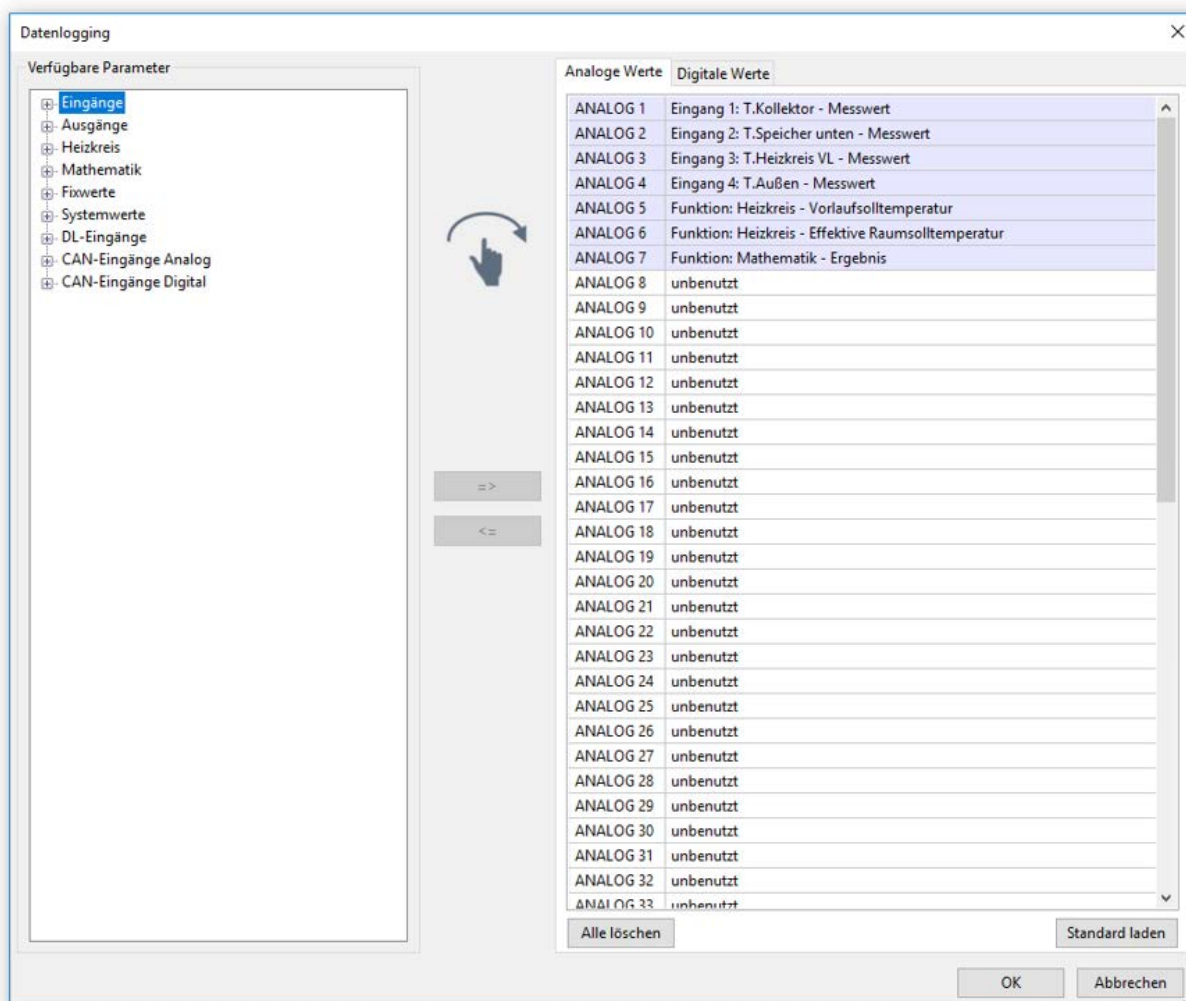 Datenlogging
Verfügbare Parameter
Eingänge
Ausgänge
Heizkreis
Mathematik
Fixwerte
Systemwerte
DL-Eingänge
CAN-Eingänge Analog
CAN-Eingänge Digital
=>
<=
Analoge Werte Digitale Werte
ANALOG 1 Eingang 1: T.Kollektor - Messwert
ANALOG 2 Eingang 2: T.Speicher unten - Messwert
ANALOG 3 Eingang 3: T.Heizkreis VL - Messwert
ANALOG 4 Eingang 4: T.Außen - Messwert
ANALOG 5 Funktion: Heizkreis - Vorlaufsolltemperatur
ANALOG 6 Funktion: Heizkreis - Effektive Raumsolltemperatur
ANALOG 7 Funktion: Mathematik - Ergebnis
ANALOG 8 unbenutzt
ANALOG 9 unbenutzt
ANALOG 10 unbenutzt
ANALOG 11 unbenutzt
ANALOG 12 unbenutzt
ANALOG 13 unbenutzt
ANALOG 14 unbenutzt
ANALOG 15 unbenutzt
ANALOG 16 unbenutzt
ANALOG 17 unbenutzt
ANALOG 18 unbenutzt
ANALOG 19 unbenutzt
ANALOG 20 unbenutzt
ANALOG 21 unbenutzt
ANALOG 22 unbenutzt
ANALOG 23 unbenutzt
ANALOG 24 unbenutzt
ANALOG 25 unbenutzt
ANALOG 26 unbenutzt
ANALOG 27 unbenutzt
ANALOG 28 unbenutzt
ANALOG 29 unbenutzt
ANALOG 30 unbenutzt
ANALOG 31 unbenutzt
ANALOG 32 unbenutzt
ANALOG 33 unbenutzt
Alle löschen Standard laden
OK Abbrechen